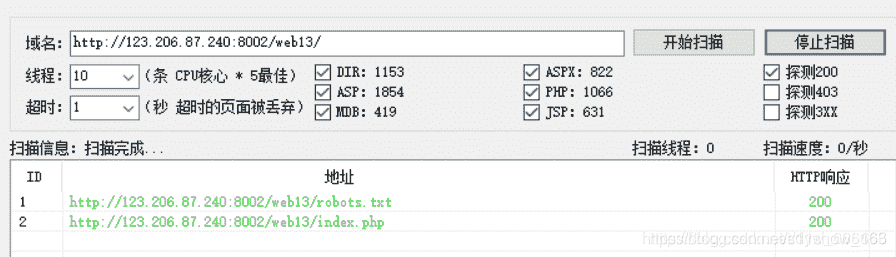 域名: http://123.206.87.240:8002/web13/ 开始扫描 停止扫描
线程: 10 (条 CPU核心 * 5最佳) DIR: 1153 ASPX: 822 探测200
ASP: 1854 PHP: 1066 探测403
超时: 1 (秒 超时的页面被丢弃) MDB: 419 JSP: 631 探测3XX
扫描信息: 扫描完成... 扫描线程: 0 扫描速度: 0/秒
ID 地址 HTTP响应
1 http://123.206.87.240:8002/web13/robots.txt 200
2 http://123.206.87.240:8002/web13/index.php 200